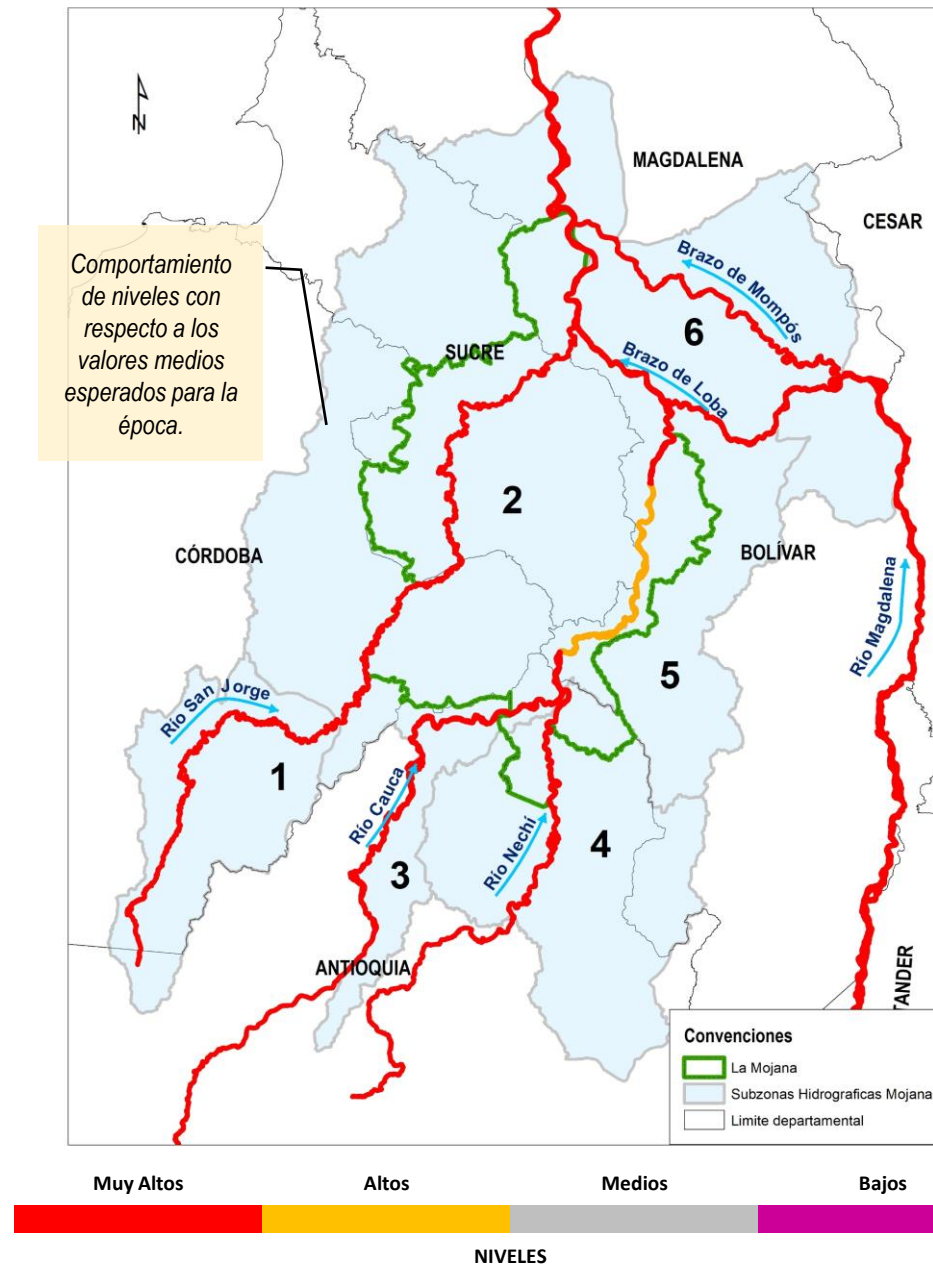 N
MAGDALENA
CESAR
Comportamiento
de niveles con
respecto a los
valores medios
esperados para la
época.
Brazo de Mompós
6
SUCRE
Brazo de Loba
2
CÓRDOBA
BOLÍVAR
Río Magdalena
5
Río San Jorge
1
Río Cauca
3
Río Nechí
4
ANTIOQUIA
TANDER
Convenciones
La Mojana
Subzonas Hidrograficas Mojana
Limite departamental
Muy Altos Altos Medios Bajos
NIVELES